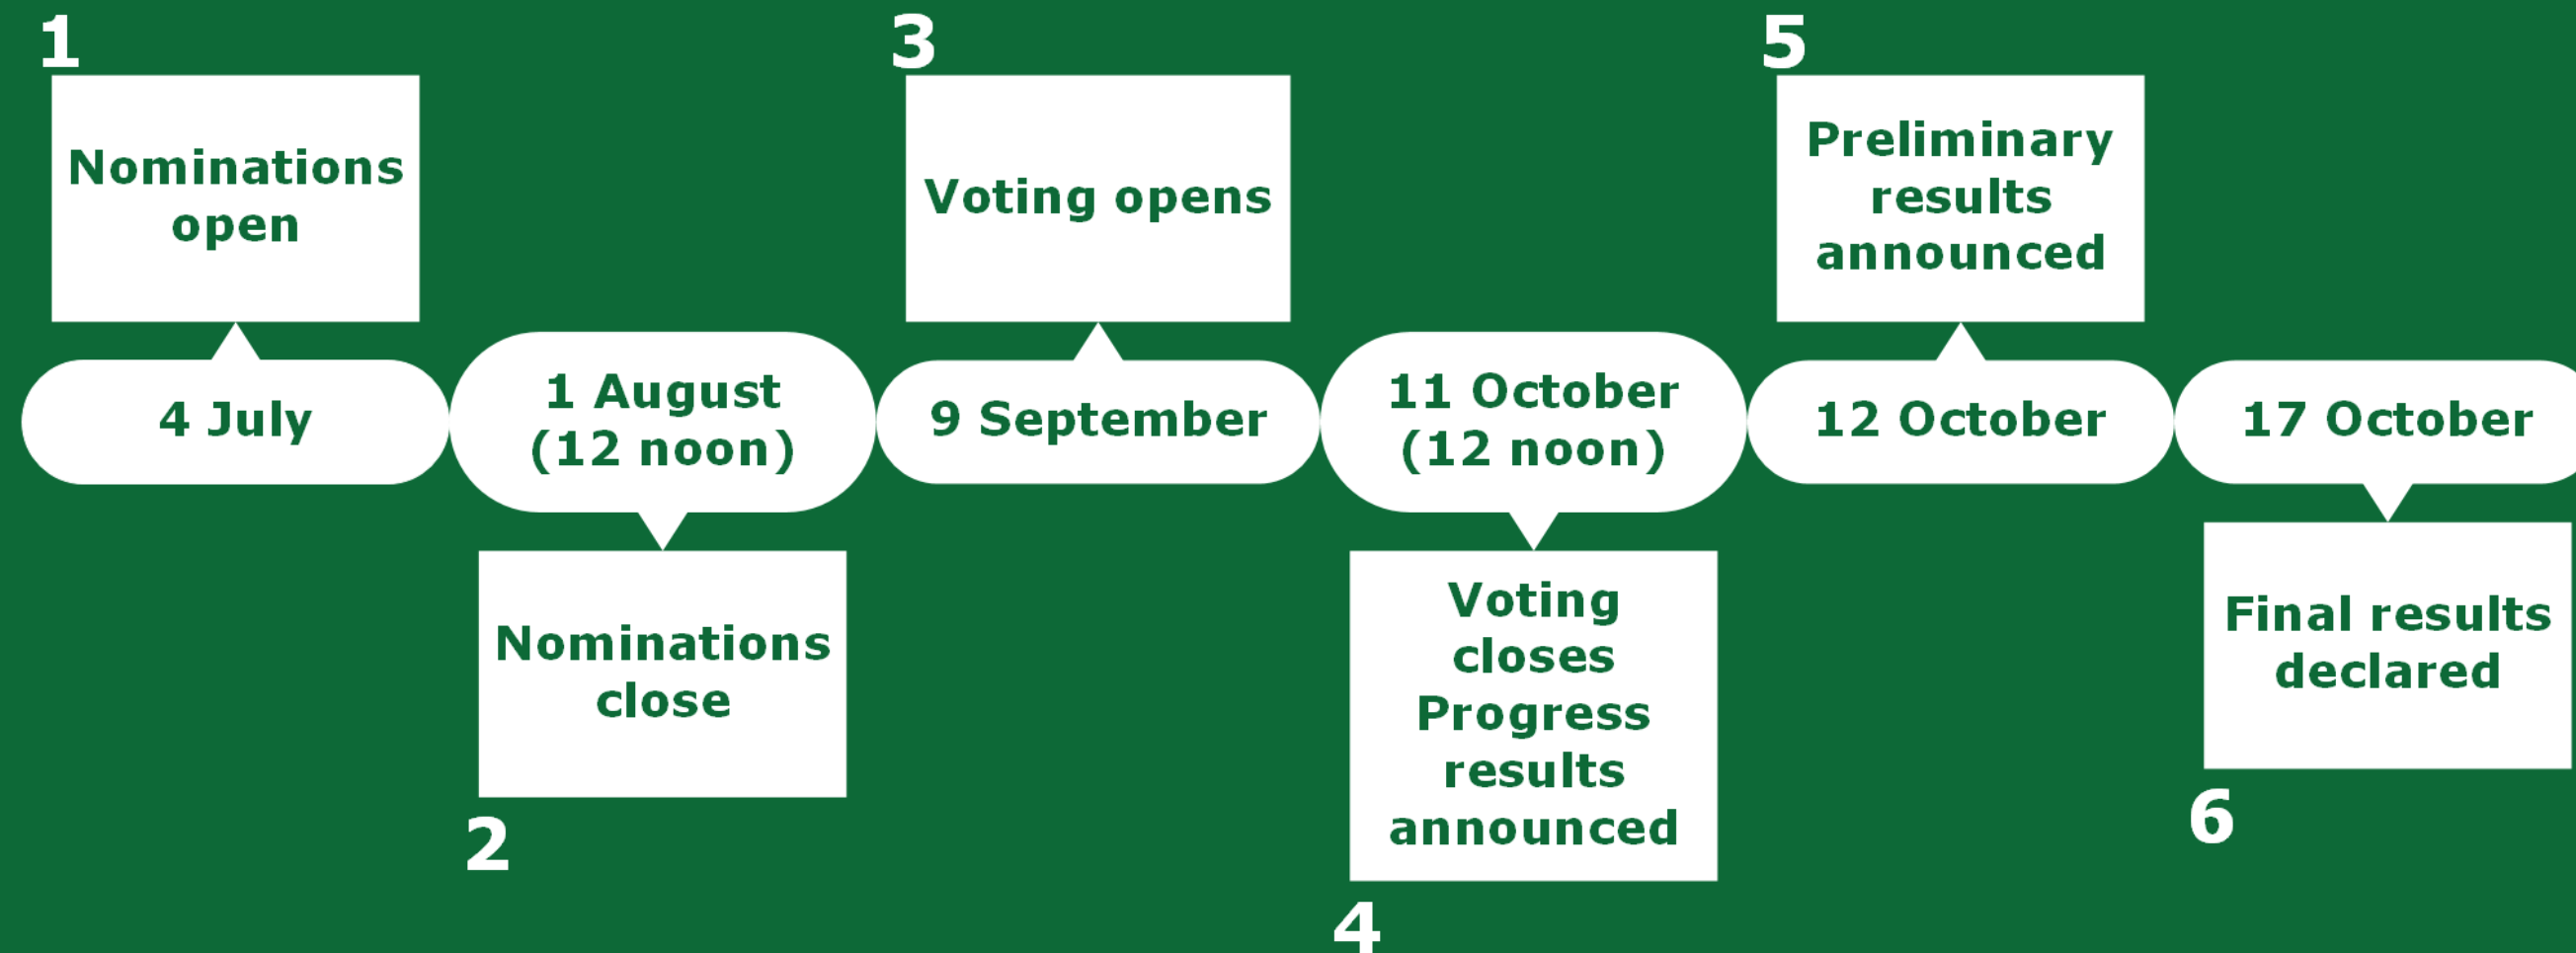 1
Nominations
open
4 July
1 August
(12 noon)
Nominations
close
2
3
Voting opens
9 September
11 October
(12 noon)
Voting
closes
Progress
results
announced
4
5
Preliminary
results
announced
12 October
17 October
Final results
declared
6